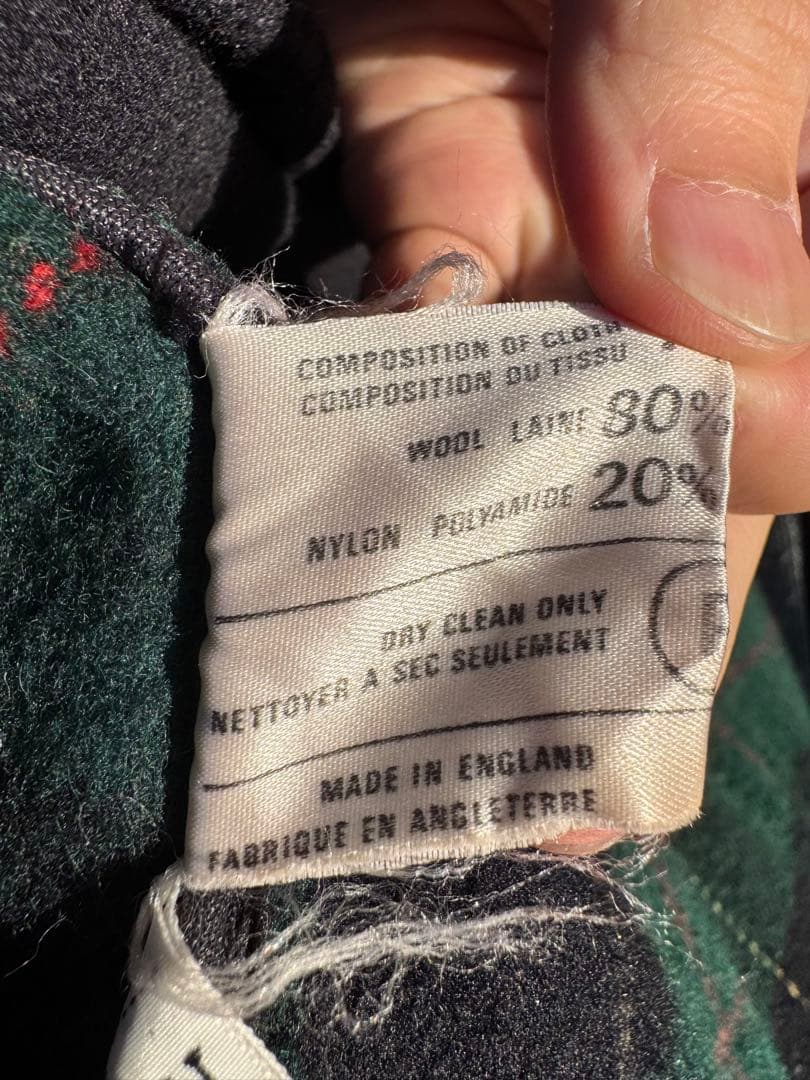 COMPOSITION OF CLOTH
COMPOSITION DU TISSU
WOOL LAINE 80%
NYLON POLYAMIDE 20%
DRY CLEAN ONLY
NETTOYER A SEC SEULEMENT
MADE IN ENGLAND
FABRIQUE EN ANGLETERRE